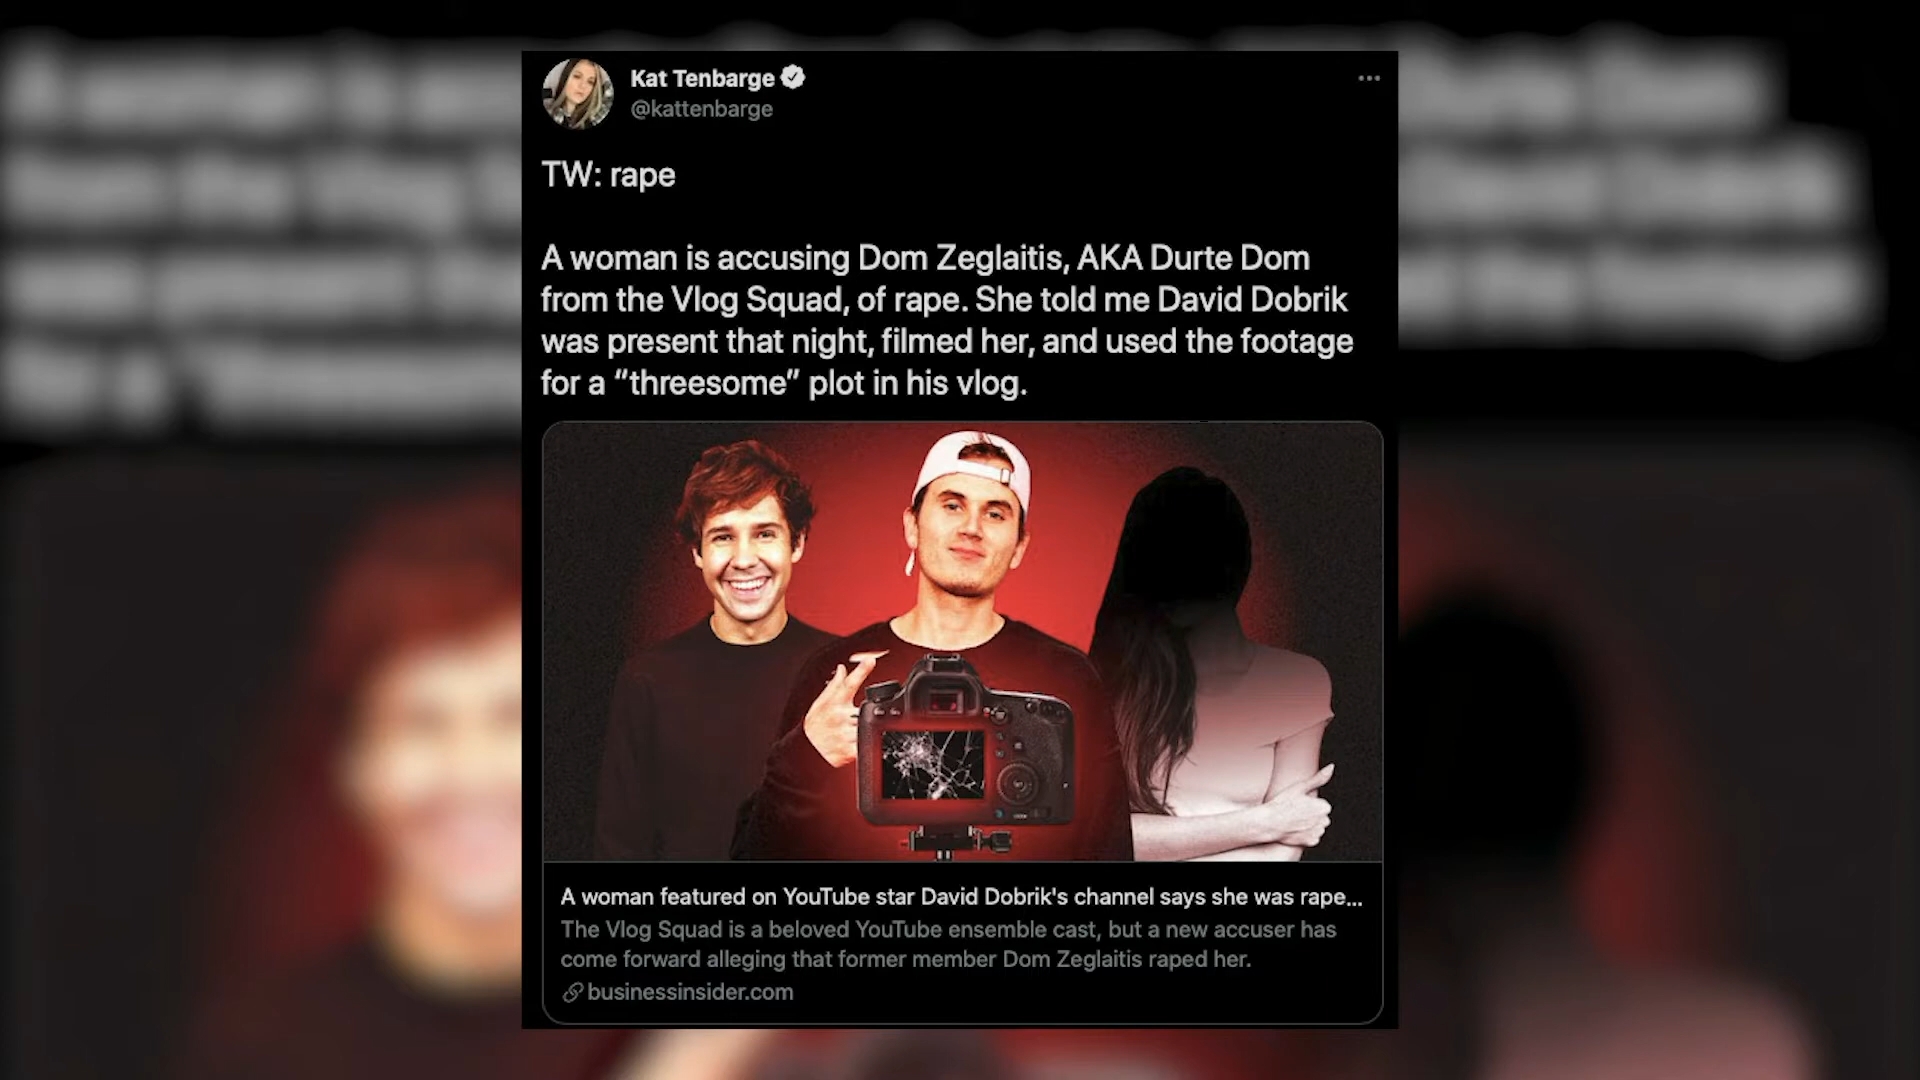 Kat Tenbarge
@kattenbarge
TW: rape
A woman is accusing Dom Zeglaitis, AKA Durte Dom
from the Vlog Squad, of rape. She told me David Dobrik
was present that night, filmed her, and used the footage
for a “threesome” plot in his vlog.
A woman featured on YouTube star David Dobrik's channel says she was rape...
The Vlog Squad is a beloved YouTube ensemble cast, but a new accuser has
come forward alleging that former member Dom Zeglaitis raped her.
businessinsider.com